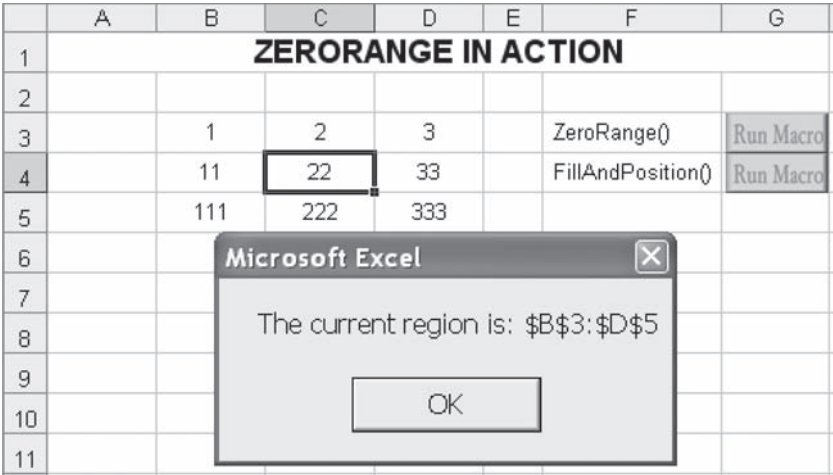 A B C D E F G
1 ZERORANGE IN ACTION
2
3 1 2 3 ZeroRange() Run Macro
4 11 22 33 FillAndPosition() Run Macro
5 111 222 333
6 Microsoft Excel
7
8 The current region is: $B$3:$D$5
9
10 OK
11